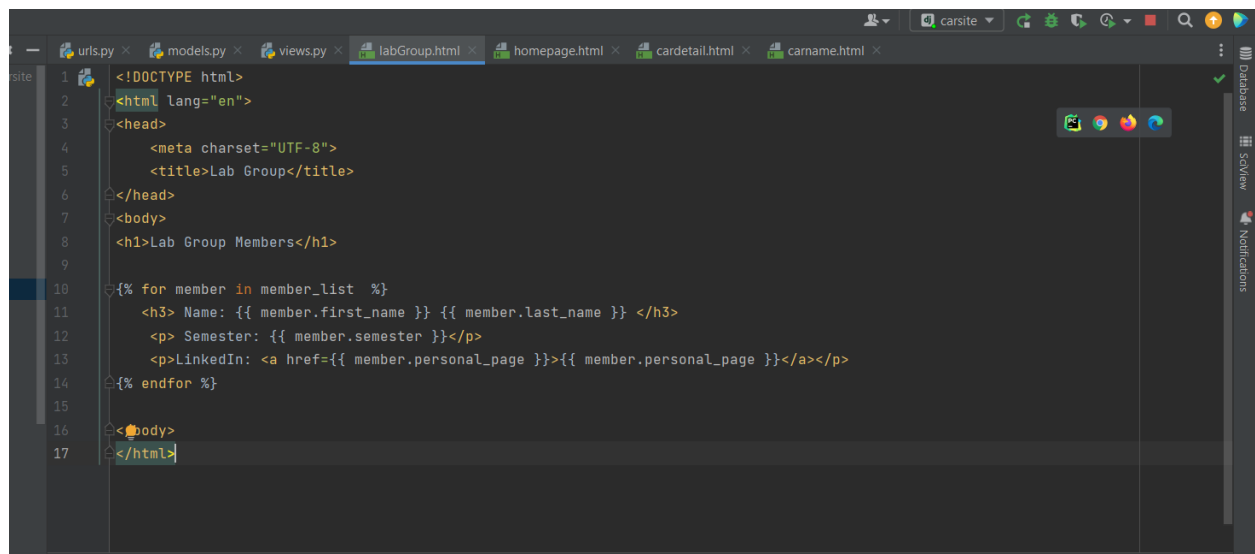 carsite
urls.py models.py views.py labGroup.html homepage.html cardetail.html carname.html
rsite
1 <!DOCTYPE html>
2 <html lang="en">
3 <head>
4 <meta charset="UTF-8">
5 <title>Lab Group</title>
6 </head>
7 <body>
8 <h1>Lab Group Members</h1>
9
10 {% for member in member_list  %}
11 <h3> Name: {{ member.first_name }} {{ member.last_name }} </h3>
12 <p> Semester: {{ member.semester }}</p>
13 <p>LinkedIn: <a href={{ member.personal_page }}>{{ member.personal_page }}</a></p>
14 {% endfor %}
15
16 < body>
17 </html>
Database
SciView
Notifications